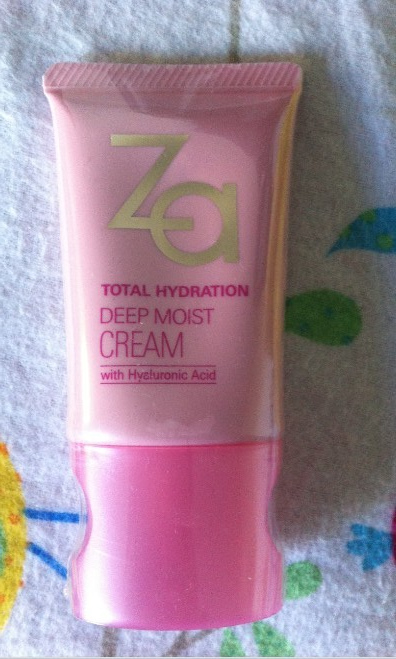 Za
TOTAL HYDRATION
DEEP MOIST
CREAM
with Hyaluronic Acid